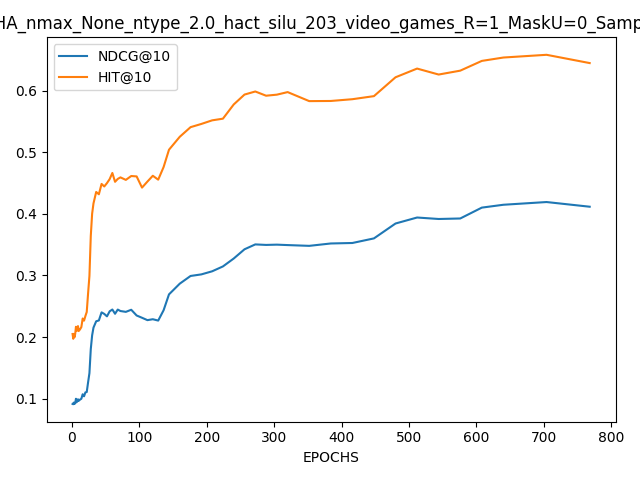 HA_nmax_None_ntype_2.0_hact_silu_203_video_games_R=1_MaskU=0_Samp
NDCG@10
HIT@10
0.6
0.5
0.4
0.3
0.2
0.1
0 100 200 300 400 500 600 700 800
EPOCHS